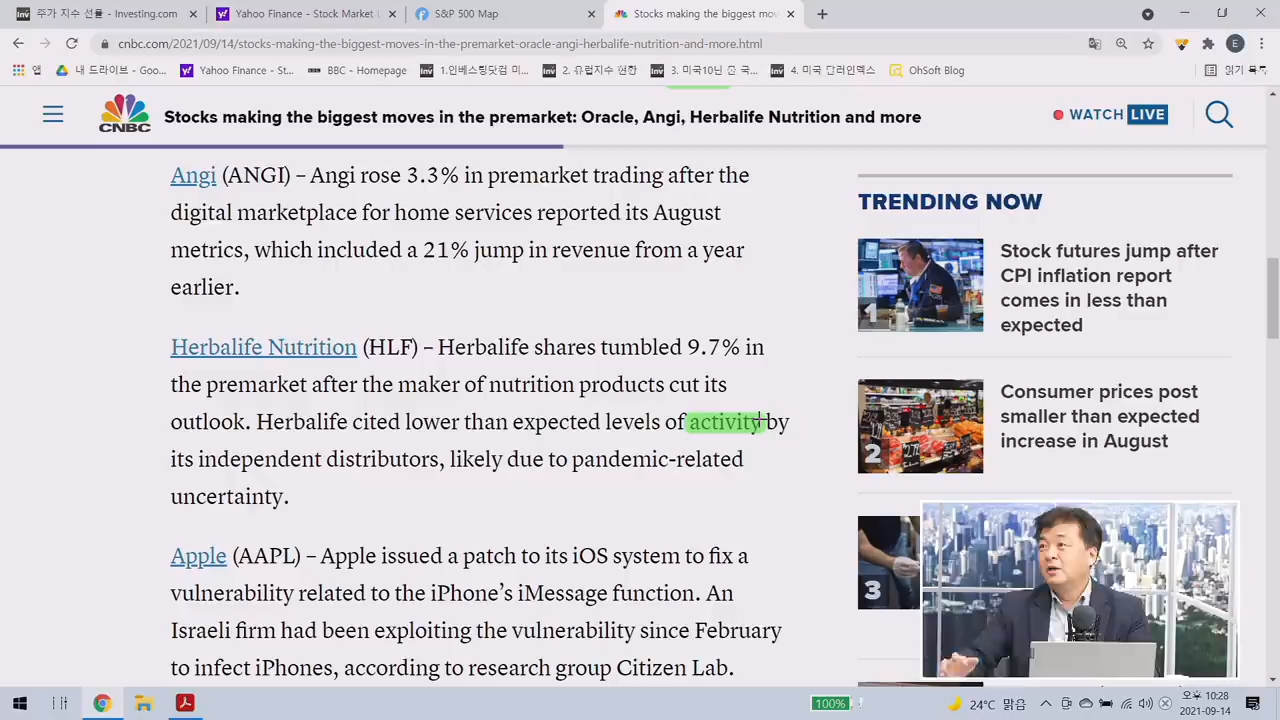 주가 지수 선물 - Investing.com
Yahoo Finance - Stock Market L
S&P 500 Map
Stocks making the biggest mov
cnbc.com/2021/09/14/stocks-making-the-biggest-moves-in-the-premarket-oracle-angi-herbalife-nutrition-and-more.html
E
앱
내 드라이브 - Goo...
Yahoo Finance - St...
BBC - Homepage
1.인베스팅닷컴 미...
2. 유럽지수 현황
3. 미국10년 준 국...
4. 미국 달러인덱스
OhSoft Blog
읽기 목록
CNBC
Stocks making the biggest moves in the premarket: Oracle, Angi, Herbalife Nutrition and more
WATCH LIVE
Angi (ANGI) – Angi rose 3.3% in premarket trading after the
digital marketplace for home services reported its August
metrics, which included a 21% jump in revenue from a year
earlier.
Herbalife Nutrition (HLF) – Herbalife shares tumbled 9.7% in
the premarket after the maker of nutrition products cut its
outlook. Herbalife cited lower than expected levels of activity by
its independent distributors, likely due to pandemic-related
uncertainty.
Apple (AAPL) – Apple issued a patch to its iOS system to fix a
vulnerability related to the iPhone’s iMessage function. An
Israeli firm had been exploiting the vulnerability since February
to infect iPhones, according to research group Citizen Lab.
TRENDING NOW
1
Stock futures jump after
CPI inflation report
comes in less than
expected
2
Consumer prices post
smaller than expected
increase in August
3
100%
24°C 맑음
오후 10:28
2021-09-14